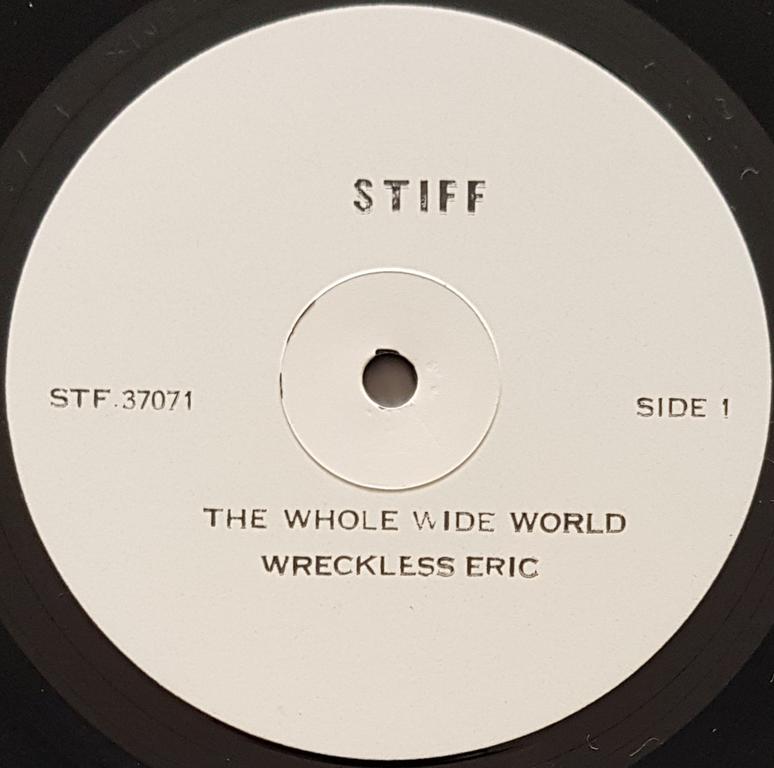 STIFF
STF.37071
SIDE 1
THE WHOLE WIDE WORLD
WRECKLESS ERIC